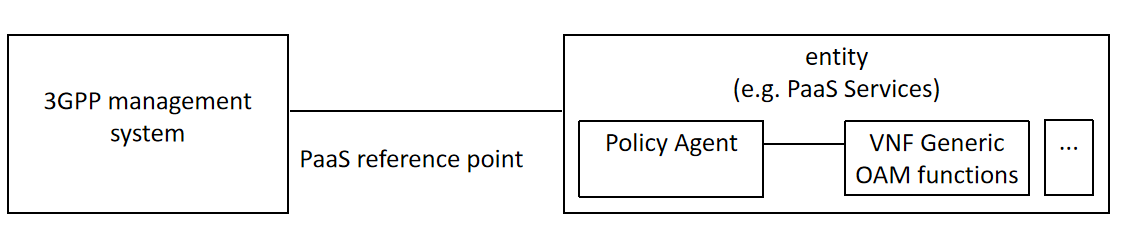 3GPP management
system
PaaS reference point
entity
(e.g. PaaS Services)
Policy Agent
VNF Generic
OAM functions
...